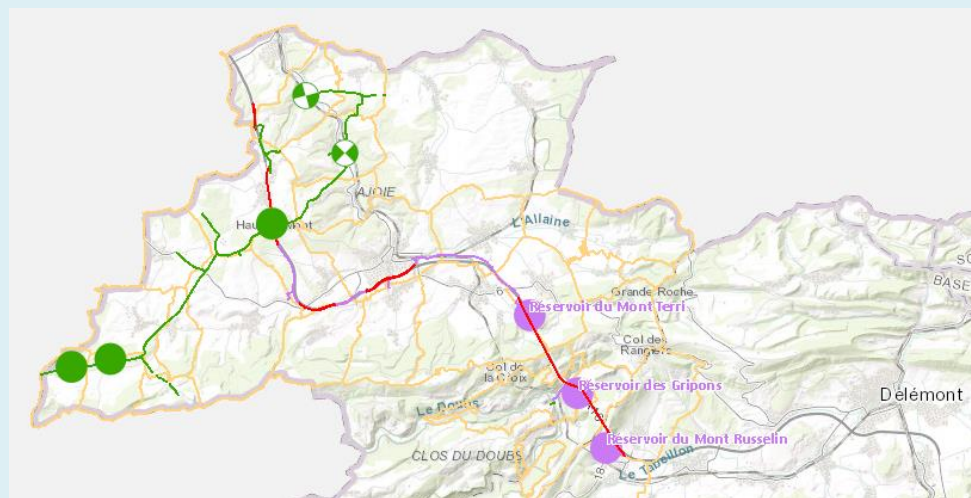 AJOIE
L'Allaine
Grande Roche
Réservoir du Mont Terri
Col des
Rangiers
Col de
la Croix
Réservoir des Gripons
Délémont
Le Doubs
Réservoir du Mont Russelin
CLOS DU DOUBS
Le Tabeillon
BASE